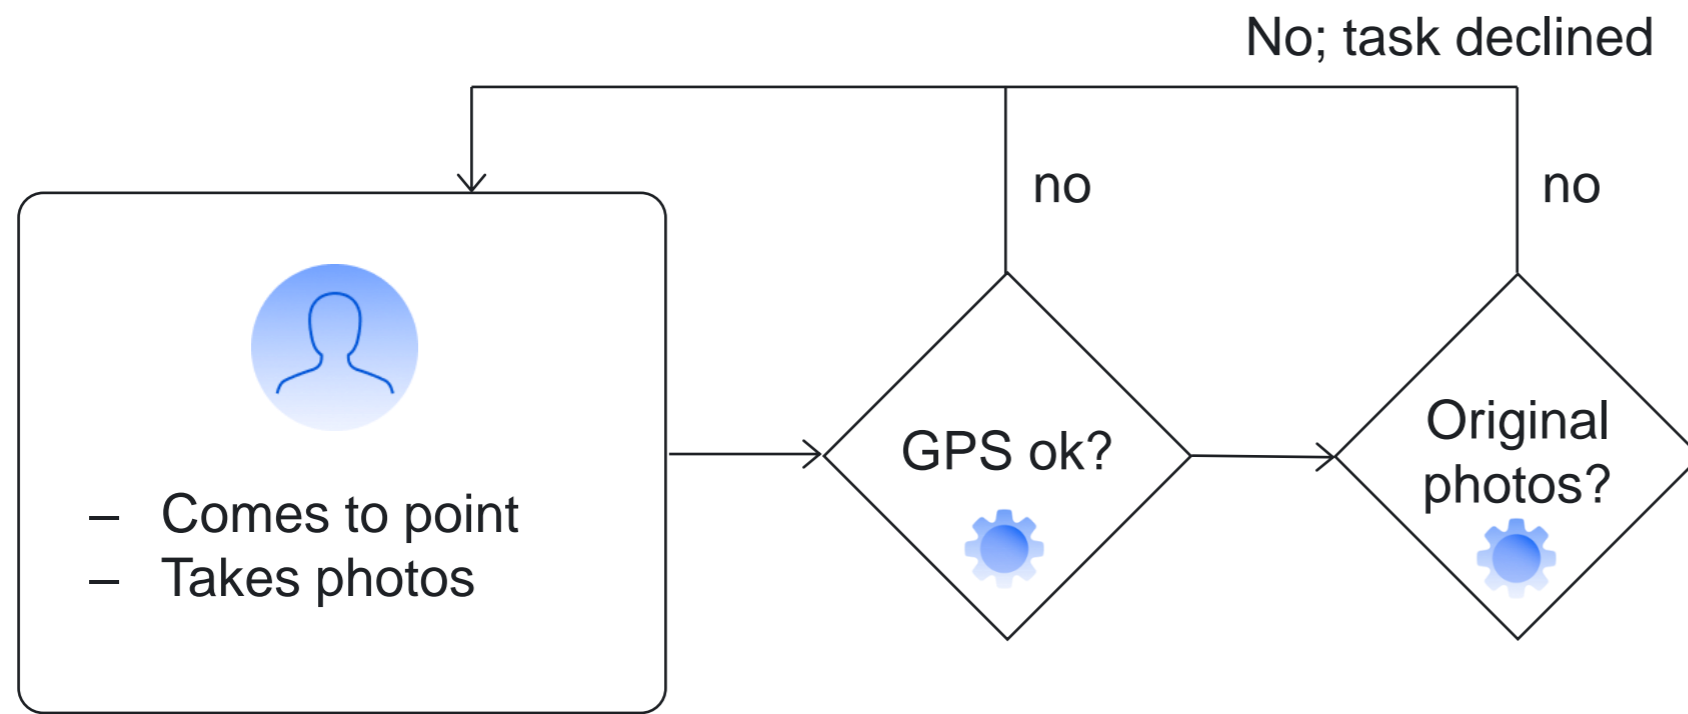 No; task declined
no
no
– Comes to point
– Takes photos
GPS ok?
Original
photos?